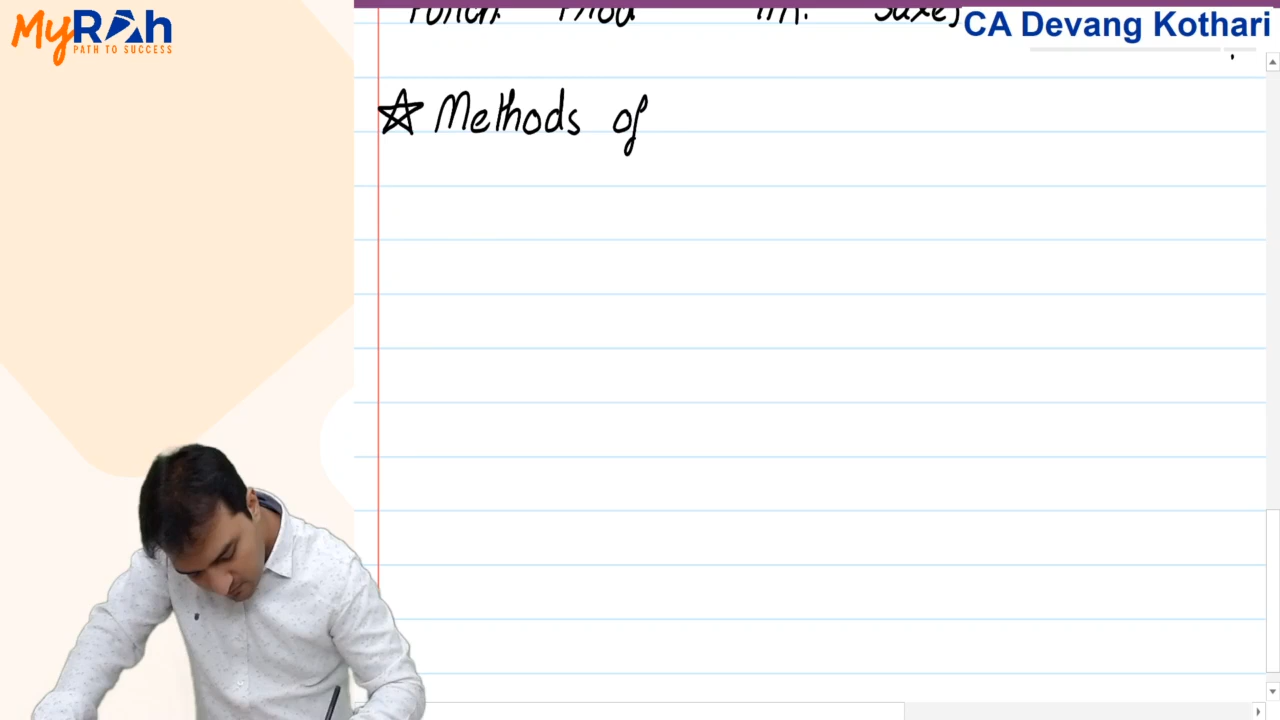 MyRAh
PATH TO SUCCESS
CA Devang Kothari
☆ Methods of